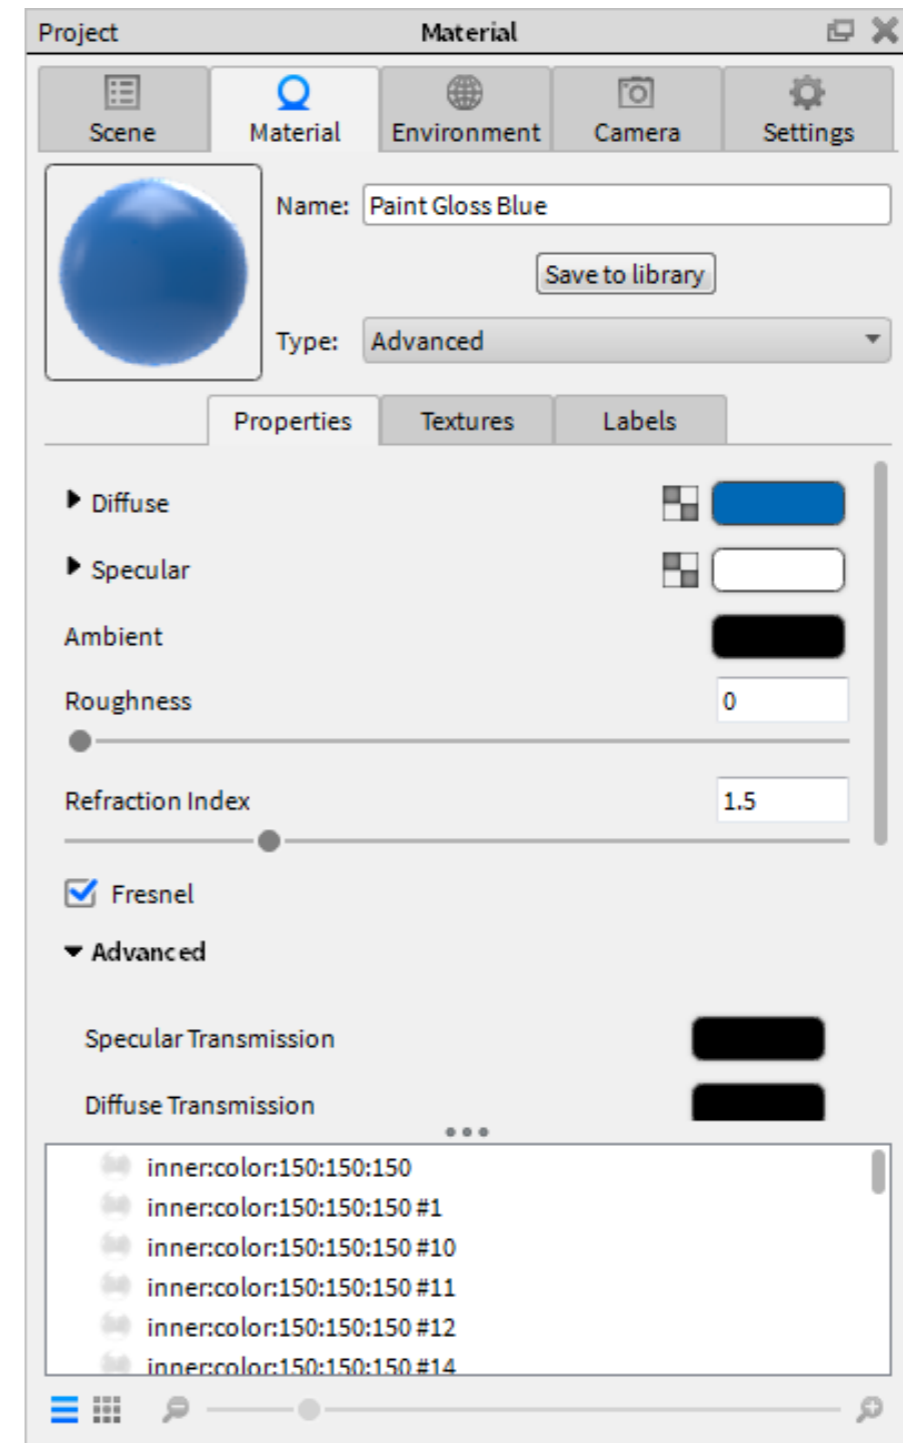 Project Material
Scene Material Environment Camera Settings
Name: Paint Gloss Blue
Save to library
Type: Advanced
Properties Textures Labels
Diffuse
Specular
Ambient
Roughness 0
Refraction Index 1.5
Fresnel
Advanced
Specular Transmission
Diffuse Transmission
inner:color:150:150:150
inner:color:150:150:150 #1
inner:color:150:150:150 #10
inner:color:150:150:150 #11
inner:color:150:150:150 #12
inner:color:150:150:150 #14